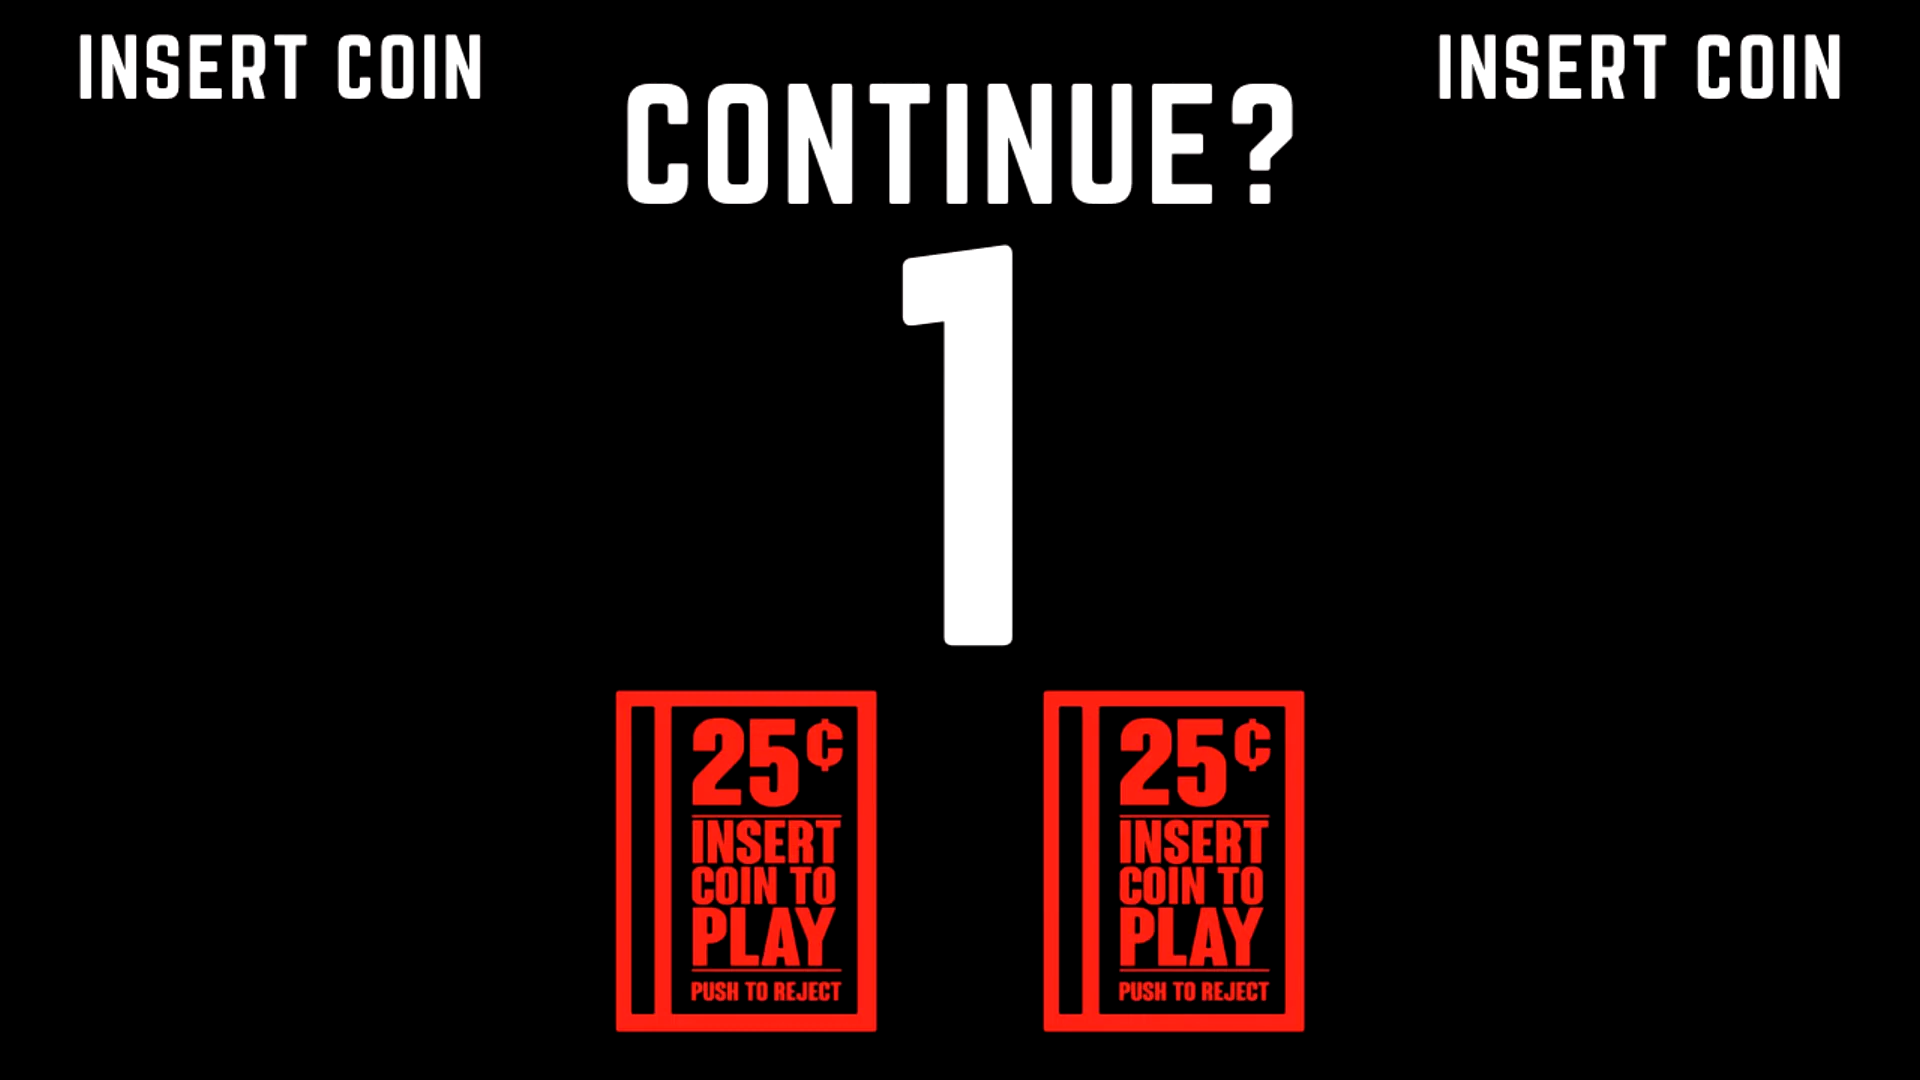 INSERT COIN
INSERT COIN
CONTINUE?
1
25¢
INSERT
COIN TO
PLAY
PUSH TO REJECT
25¢
INSERT
COIN TO
PLAY
PUSH TO REJECT